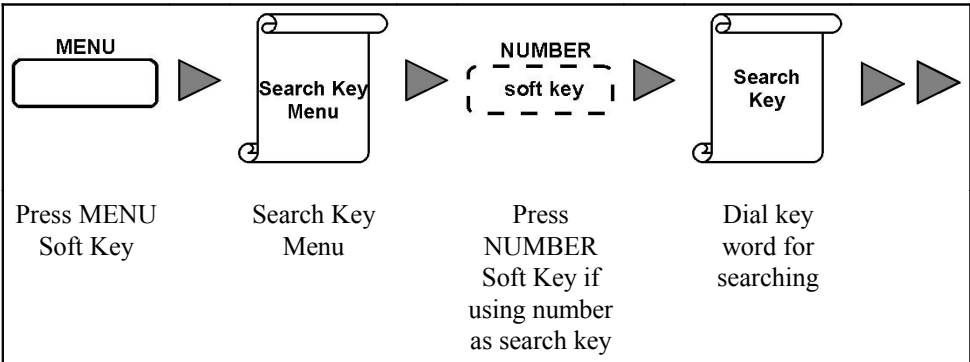 MENU
Search Key
Menu
NUMBER
soft key
Search
Key
Press MENU
Soft Key
Search Key
Menu
Press
NUMBER
Soft Key if
using number
as search key
Dial key
word for
searching